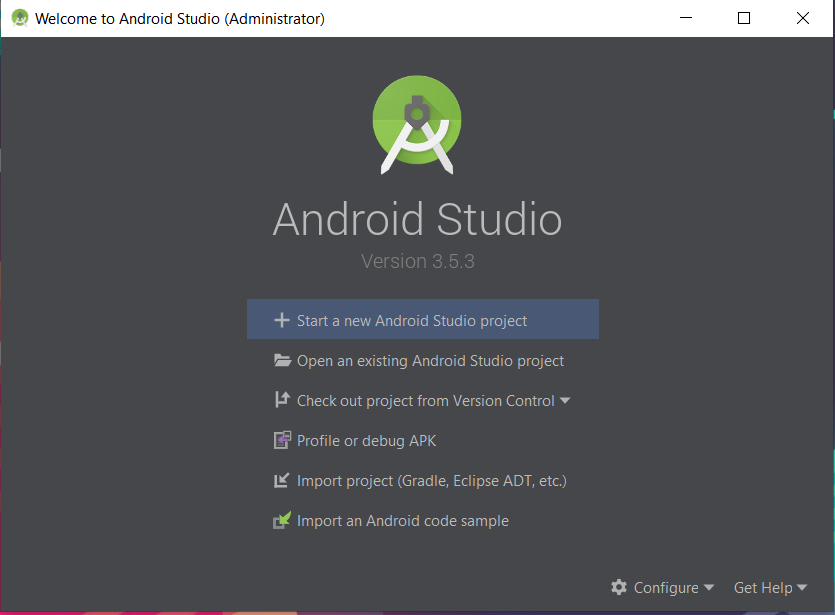 Welcome to Android Studio (Administrator)
Android Studio
Version 3.5.3
Start a new Android Studio project
Open an existing Android Studio project
Check out project from Version Control
Profile or debug APK
Import project (Gradle, Eclipse ADT, etc.)
Import an Android code sample
Configure Get Help